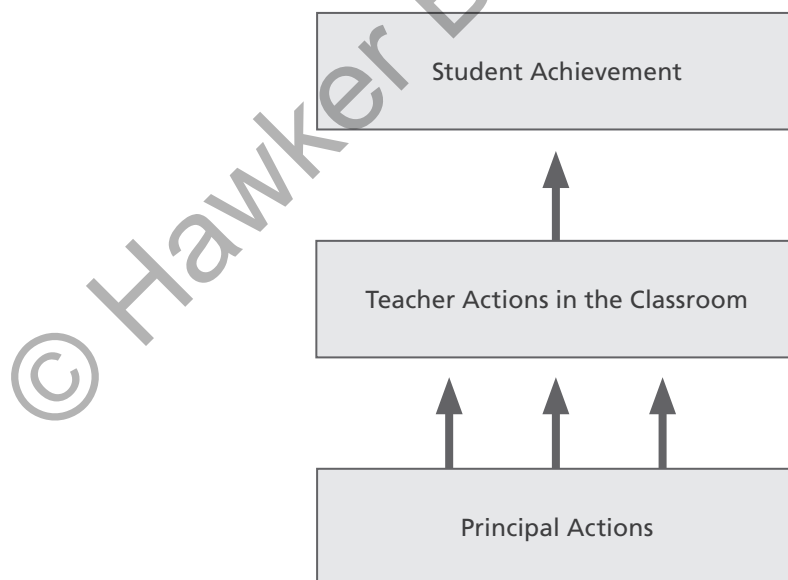 Student Achievement
Teacher Actions in the Classroom
Principal Actions
© Hawker